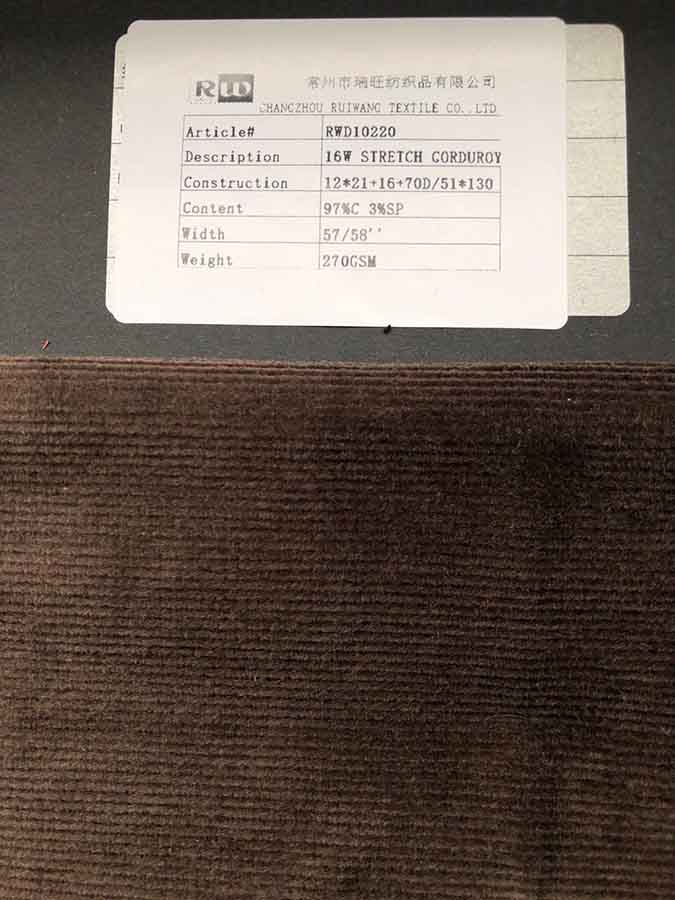 RW 常州市瑞旺纺织品有限公司
CHANGZHOU RUIWANG TEXTILE CO.,LTD
Article# RWD10220
Description 16W STRETCH CORDUROY
Construction 12*21+16+70D/51*130
Content 97%C 3%SP
Width 57/58''
Weight 270GSM